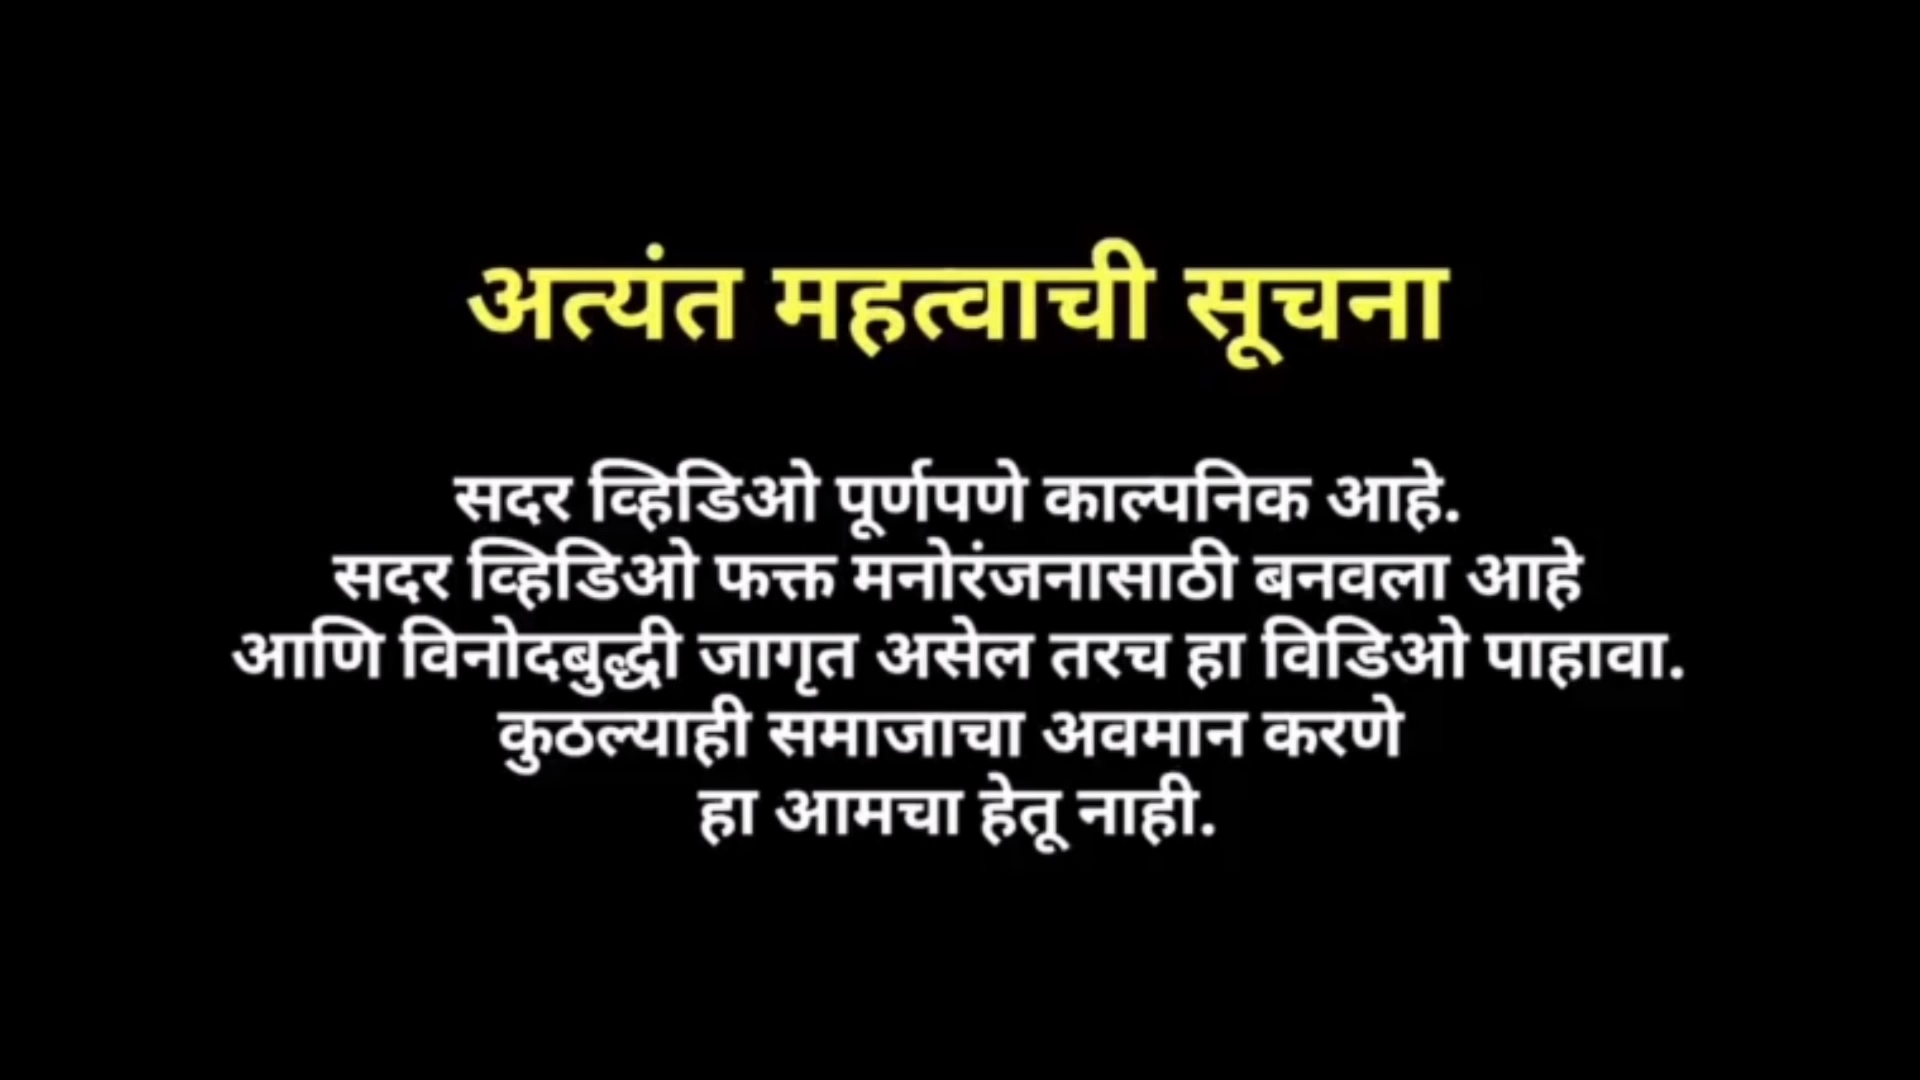 अत्यंत महत्वाची सूचना
सदर व्हिडिओ पूर्णपणे काल्पनिक आहे.
सदर व्हिडिओ फक्त मनोरंजनासाठी बनवला आहे
आणि विनोदबुद्धी जागृत असेल तरच हा विडिओ पाहावा.
कुठल्याही समाजाचा अवमान करणे
हा आमचा हेतू नाही.